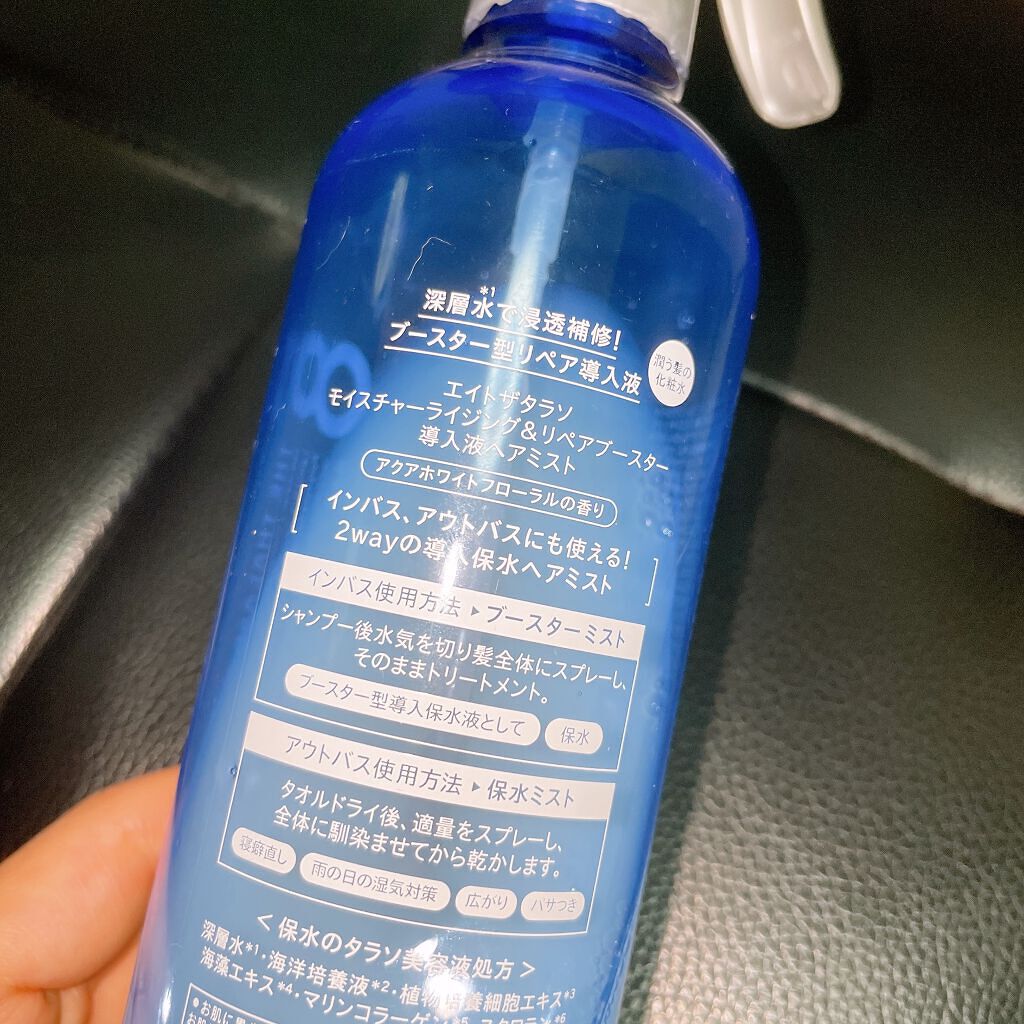 深層水*1で浸透補修!
ブースター型リペア導入液
潤う髪の
化粧水
エイトザタラソ
モイスチャーライジング&リペアブースター
導入液ヘアミスト
アクアホワイトフローラルの香り
インバス、アウトバスにも使える!
2wayの導入保水ヘアミスト
インバス使用方法 ▶ ブースターミスト
シャンプー後水気を切り髪全体にスプレーし、
そのままトリートメント。
ブースター型導入保水液として 保水
アウトバス使用方法 ▶ 保水ミスト
タオルドライ後、適量をスプレーし、
全体に馴染ませてから乾かします。
寝癖直し 雨の日の湿気対策 広がり パサつき
<保水のタラソ美容液処方>
深層水*1・海洋培養液*2・植物培養細胞エキス*3
海藻エキス*4・マリンコラーゲン*5・スクワラン*6